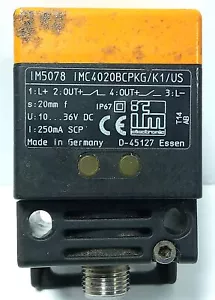 IM5078 IMC4020BCPKG/K1/US
1:L+ 2:OUT 4:OUT 3:L-
s:20mm f IP67
U:10...36V DC ifm
I:250mA SCP electronic T14 AB
Made in Germany D-45127 Essen